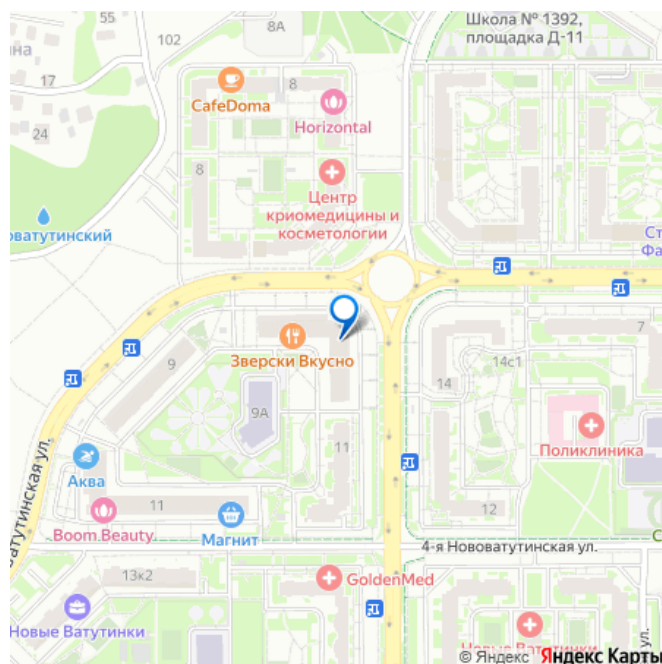 55
Школа № 1392,
площадка Д-11
8А
102
17
CafeDoma
8
Horizontal
24
8
Центр
криомедицины и
косметологии
оватутинский
Ст
Фа
7
Зверски Вкусно
9
14с1
14
9А
11
Поликлиника
Аква
11
Boom.Beauty
Магнит
12
4-я Нововатутинская ул.
ватутинская ул.
13к2
GoldenMed
Новые Ватутинки
Новые Ватутинки
ул.
© Яндекс Яндекс Карты